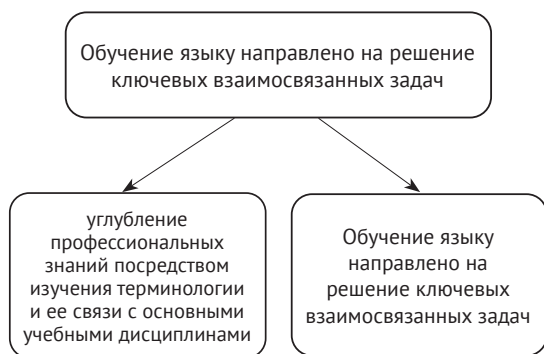 Обучение языку направлено на решение
ключевых взаимосвязанных задач
углубление
профессиональных
знаний посредством
изучения терминологии
и ее связи с основными
учебными дисциплинами
Обучение языку
направлено на
решение ключевых
взаимосвязанных задач